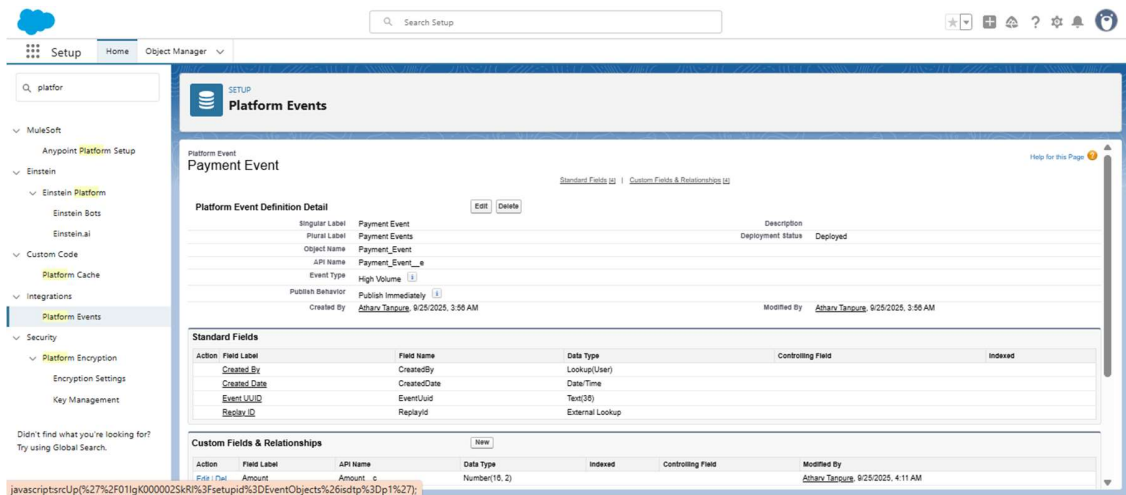 Search Setup
Setup Home Object Manager
platfor
SETUP
Platform Events
MuleSoft
Anypoint Platform Setup
Einstein
Einstein Platform
Einstein Bots
Einstein.ai
Custom Code
Platform Cache
Integrations
Platform Events
Security
Platform Encryption
Encryption Settings
Key Management
Didn't find what you're looking for?
Try using Global Search.
Platform Event
Payment Event
Help for this Page
Standard Fields [4] | Custom Fields & Relationships [4]
Platform Event Definition Detail Edit Delete
Singular Label Payment Event Description
Plural Label Payment Events Deployment Status Deployed
Object Name Payment_Event
API Name Payment_Event__e
Event Type High Volume i
Publish Behavior Publish Immediately i
Created By Atharv Tanpure, 9/25/2025, 3:56 AM Modified By Atharv Tanpure, 9/25/2025, 3:56 AM
Standard Fields
Action Field Label Field Name Data Type Controlling Field Indexed
Created By CreatedBy Lookup(User)
Created Date CreatedDate Date/Time
Event UUID EventUuid Text(36)
Replay ID ReplayId External Lookup
Custom Fields & Relationships New
Action Field Label API Name Data Type Indexed Controlling Field Modified By
Edit | Del Amount Amount__c Number(16, 2) Atharv Tanpure, 9/25/2025, 4:11 AM
javascript:srcUp(%27%2F01IgK000002SkRl%3Fsetupid%3DEventObjects%26isdtp%3Dp1%27);